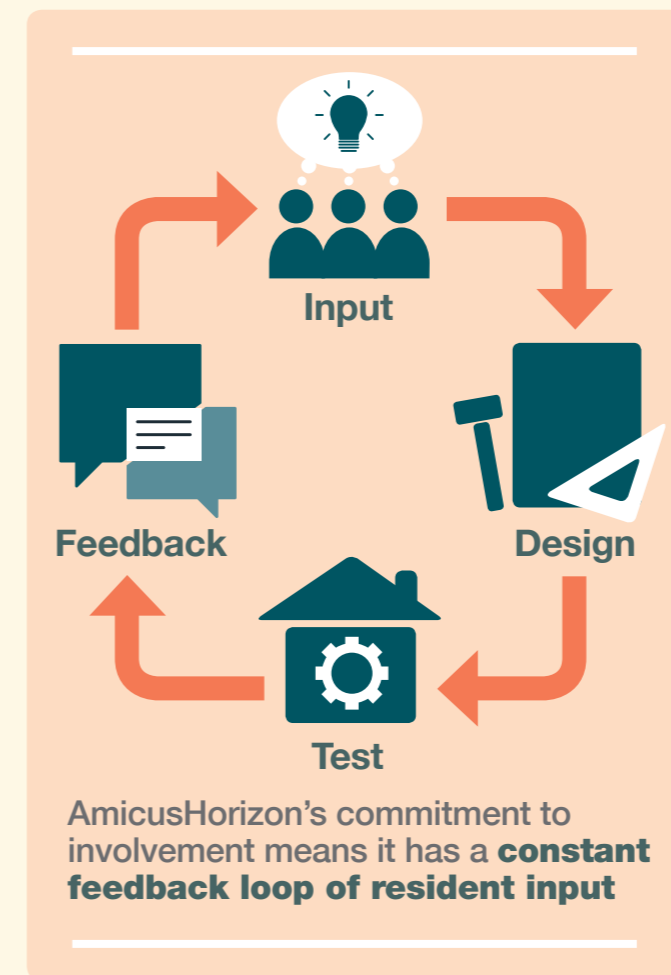 Input
Feedback
Design
Test
AmicusHorizon’s commitment to
involvement means it has a constant
feedback loop of resident input